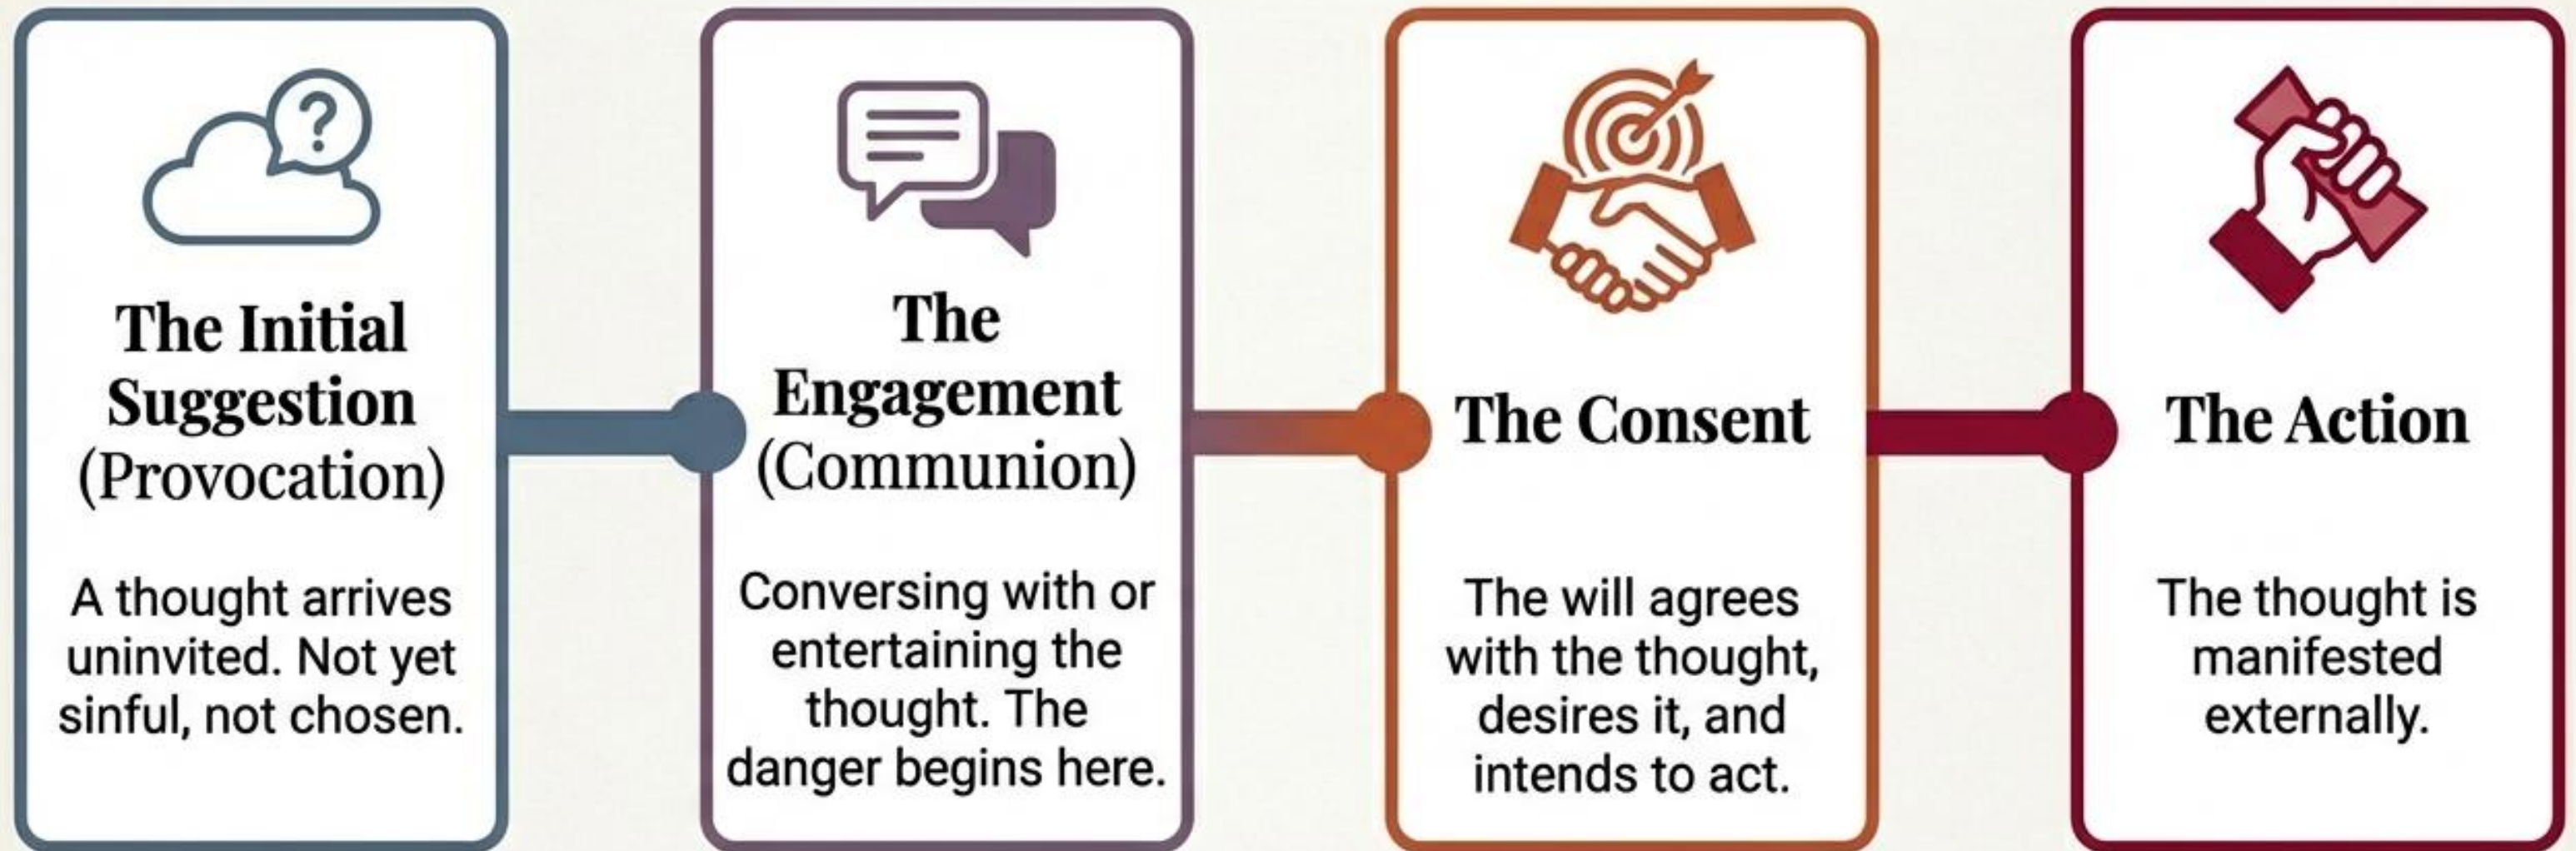 ?
The Initial
Suggestion
(Provocation)
A thought arrives
uninvited. Not yet
sinful, not chosen.
The
Engagement
(Communion)
Conversing with or
entertaining the
thought. The
danger begins here.
The Consent
The will agrees
with the thought,
desires it, and
intends to act.
The Action
The thought is
manifested
externally.